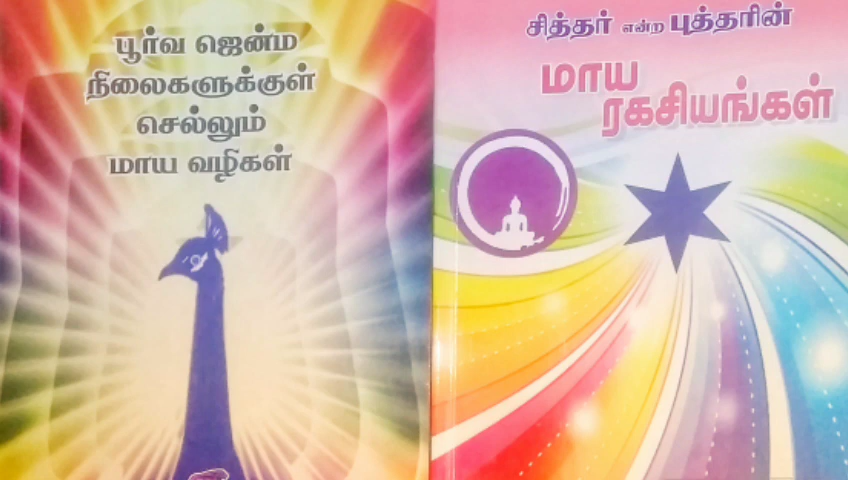 பூர்வ ஜென்ம
நிலைகளுக்குள்
செல்லும்
மாய வழிகள்
சித்தர் என்ற புத்தரின்
மாய
ரகசியங்கள்